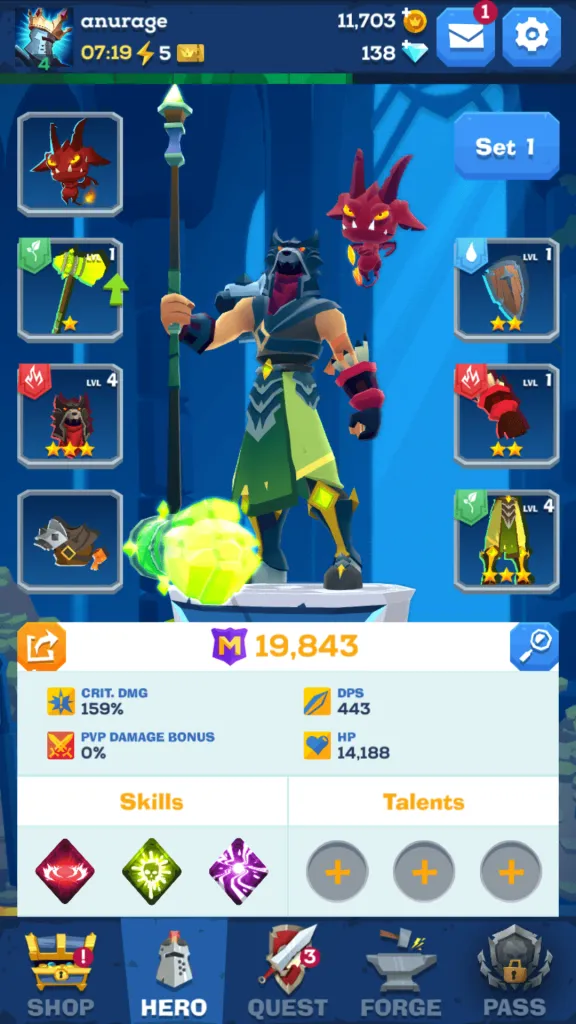 anurage
11,703
1
07:19 5
138
4
Set 1
LVL 1
LVL 1
LVL 4
LVL 1
LVL 4
M 19,843
CRIT. DMG
159%
DPS
443
PVP DAMAGE BONUS
0%
HP
14,188
Skills
Talents
!
3
SHOP
HERO
QUEST
FORGE
PASS